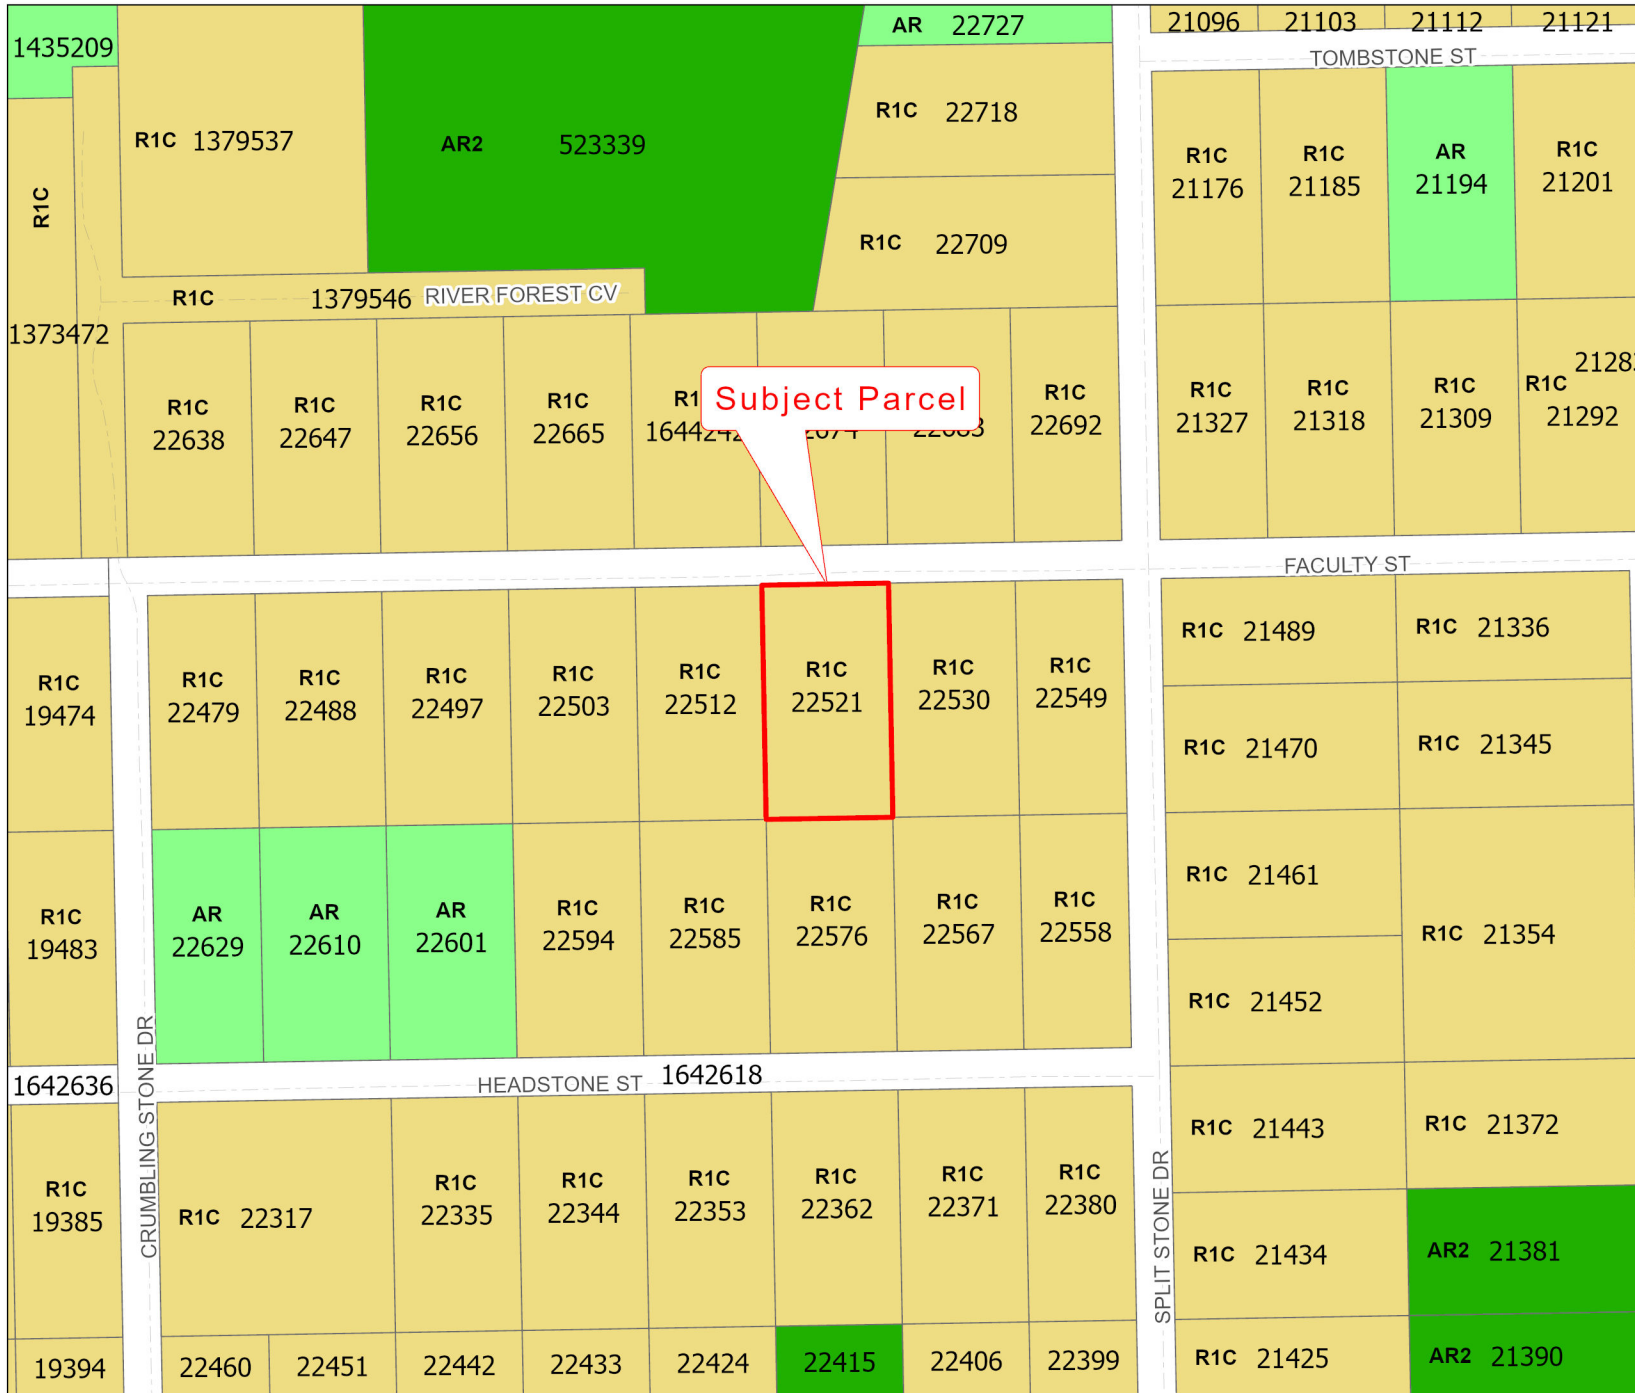 1435209
AR 22727
21096 21103 21112 21121
TOMBSTONE ST
R1C 1379537
AR2 523339
R1C 22718
R1C
21176
R1C
21185
AR
21194
R1C
21201
R1C
R1C 22709
R1C 1379546 RIVER FOREST CV
1373472
R1C
22638
R1C
22647
R1C
22656
R1C
22665
Subject Parcel
R1C
22692
R1C
21327
R1C
21318
R1C
21309
R1C
21292
FACULTY ST
R1C
19474
R1C
22479
R1C
22488
R1C
22497
R1C
22503
R1C
22512
R1C
22521
R1C
22530
R1C
22549
R1C 21489
R1C 21336
R1C 21470
R1C 21345
R1C 21461
R1C
19483
AR
22629
AR
22610
AR
22601
R1C
22594
R1C
22585
R1C
22576
R1C
22567
R1C
22558
R1C 21354
R1C 21452
CRUMBLING STONE DR
1642636
HEADSTONE ST 1642618
R1C 21443
R1C 21372
SPLIT STONE DR
R1C
19385
R1C 22317
R1C
22335
R1C
22344
R1C
22353
R1C
22362
R1C
22371
R1C
22380
R1C 21434
AR2 21381
19394 22460 22451 22442 22433 22424 22415 22406 22399
R1C 21425
AR2 21390